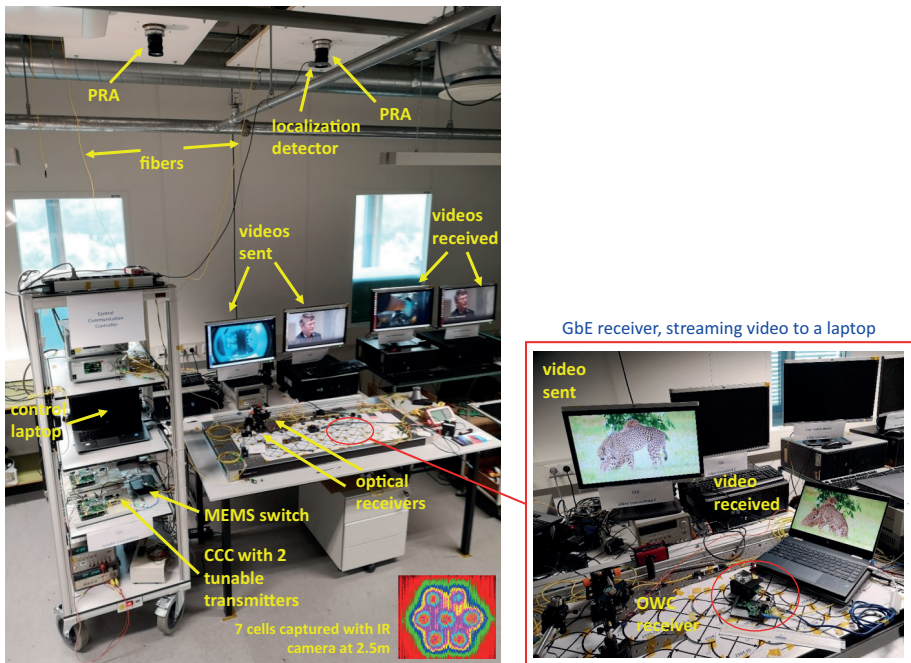 PRA
PRA
localization
detector
fibers
videos
sent
videos
received
Central
Communication
Controller
control
laptop
optical
receivers
MEMS switch
CCC with 2
tunable
transmitters
7 cells captured with IR
camera at 2.5m
GbE receiver, streaming video to a laptop
video
sent
video
received
OWC
receiver